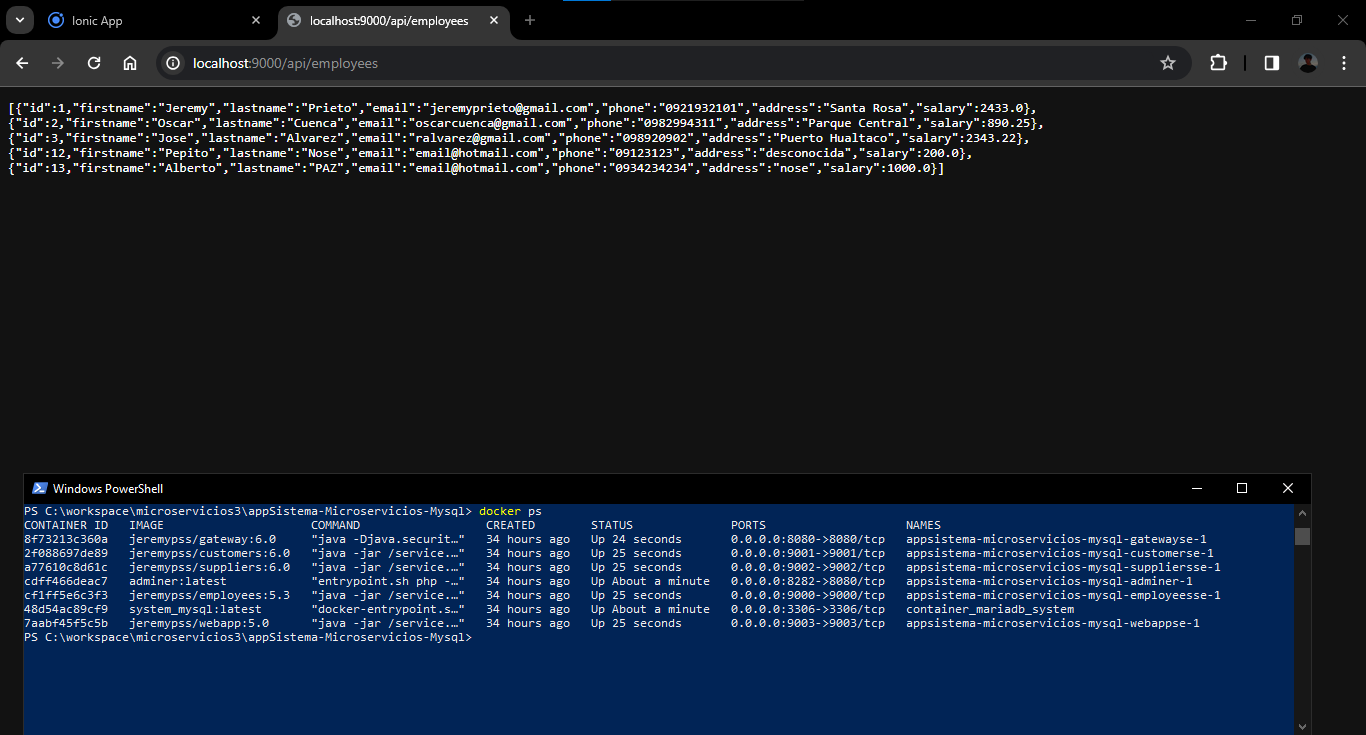 Ionic App
localhost:9000/api/employees
localhost:9000/api/employees
[{"id":1,"firstname":"Jeremy","lastname":"Prieto","email":"jeremyprieto@gmail.com","phone":"0921932101","address":"Santa Rosa","salary":2433.0},
{"id":2,"firstname":"Oscar","lastname":"Cuenca","email":"oscarcuenca@gmail.com","phone":"0982994311","address":"Parque Central","salary":890.25},
{"id":3,"firstname":"Jose","lastname":"Alvarez","email":"ralvarez@gmail.com","phone":"098920902","address":"Puerto Hualtaco","salary":2343.22},
{"id":12,"firstname":"Pepito","lastname":"Nose","email":"email@hotmail.com","phone":"09123123","address":"desconocida","salary":200.0},
{"id":13,"firstname":"Alberto","lastname":"PAZ","email":"email@hotmail.com","phone":"0934234234","address":"nose","salary":1000.0}]
Windows PowerShell
PS C:\workspace\microservicios3\appSistema-Microservicios-Mysql> docker ps
CONTAINER ID   IMAGE                     COMMAND                  CREATED        STATUS              PORTS                    NAMES
8f73213c360a   jeremypss/gateway:6.0     "java -Djava.securit…"   34 hours ago   Up 24 seconds       0.0.0.0:8080->8080/tcp   appsistema-microservicios-mysql-gatewayse-1
2f088697de89   jeremypss/customers:6.0   "java -jar /service.…"   34 hours ago   Up 25 seconds       0.0.0.0:9001->9001/tcp   appsistema-microservicios-mysql-customerse-1
a77610c8d61c   jeremypss/suppliers:6.0   "java -jar /service.…"   34 hours ago   Up 25 seconds       0.0.0.0:9002->9002/tcp   appsistema-microservicios-mysql-suppliersse-1
cdff466deac7   adminer:latest            "entrypoint.sh php -…"   34 hours ago   Up About a minute   0.0.0.0:8282->8080/tcp   appsistema-microservicios-mysql-adminer-1
cf1ff5e6c3f3   jeremypss/employees:5.3   "java -jar /service.…"   34 hours ago   Up 25 seconds       0.0.0.0:9000->9000/tcp   appsistema-microservicios-mysql-employeesse-1
48d54ac89cf9   system_mysql:latest       "docker-entrypoint.s…"   34 hours ago   Up About a minute   0.0.0.0:3306->3306/tcp   container_mariadb_system
7aabf45f5c5b   jeremypss/webapp:5.0      "java -jar /service.…"   34 hours ago   Up 25 seconds       0.0.0.0:9003->9003/tcp   appsistema-microservicios-mysql-webappse-1
PS C:\workspace\microservicios3\appSistema-Microservicios-Mysql>